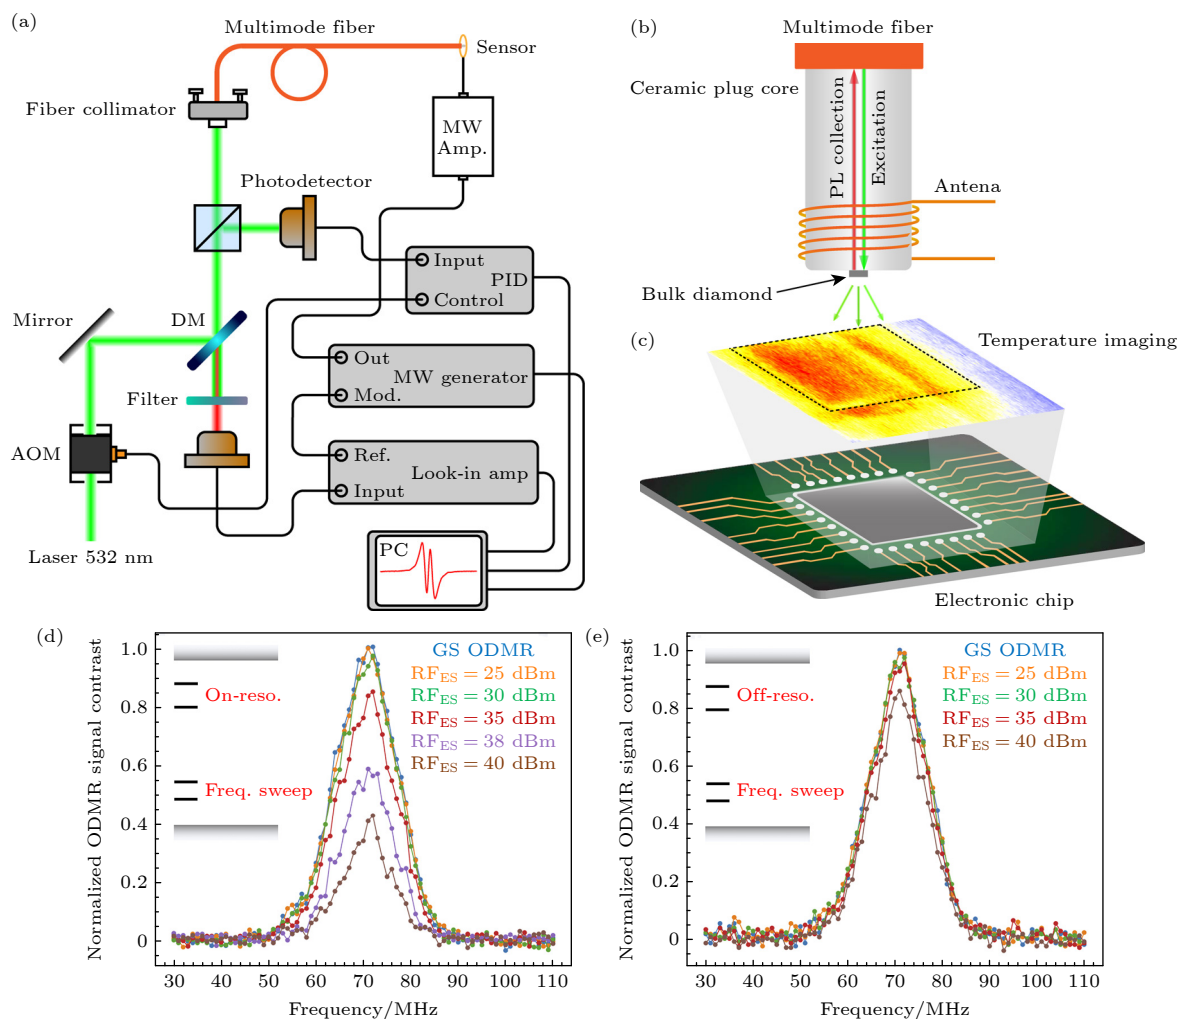 (a)
Multimode fiber
Sensor
Fiber collimator
MW
Amp.
Photodetector
Input
PID
Control
Mirror
DM
Out
MW generator
Mod.
Filter
AOM
Ref.
Look-in amp
Input
PC
Laser 532 nm
(b)
Multimode fiber
Ceramic plug core
PL collection
Excitation
Antena
Bulk diamond
(c)
Temperature imaging
Electronic chip
(d)
Normalized ODMR signal contrast
1.0
0.8
0.6
0.4
0.2
0
GS ODMR
RF_ES = 25 dBm
RF_ES = 30 dBm
RF_ES = 35 dBm
RF_ES = 38 dBm
RF_ES = 40 dBm
On-reso.
Freq. sweep
30 40 50 60 70 80 90 100 110
Frequency/MHz
(e)
Normalized ODMR signal contrast
1.0
0.8
0.6
0.4
0.2
0
GS ODMR
RF_ES = 25 dBm
RF_ES = 30 dBm
RF_ES = 35 dBm
RF_ES = 40 dBm
Off-reso.
Freq. sweep
30 40 50 60 70 80 90 100 110
Frequency/MHz